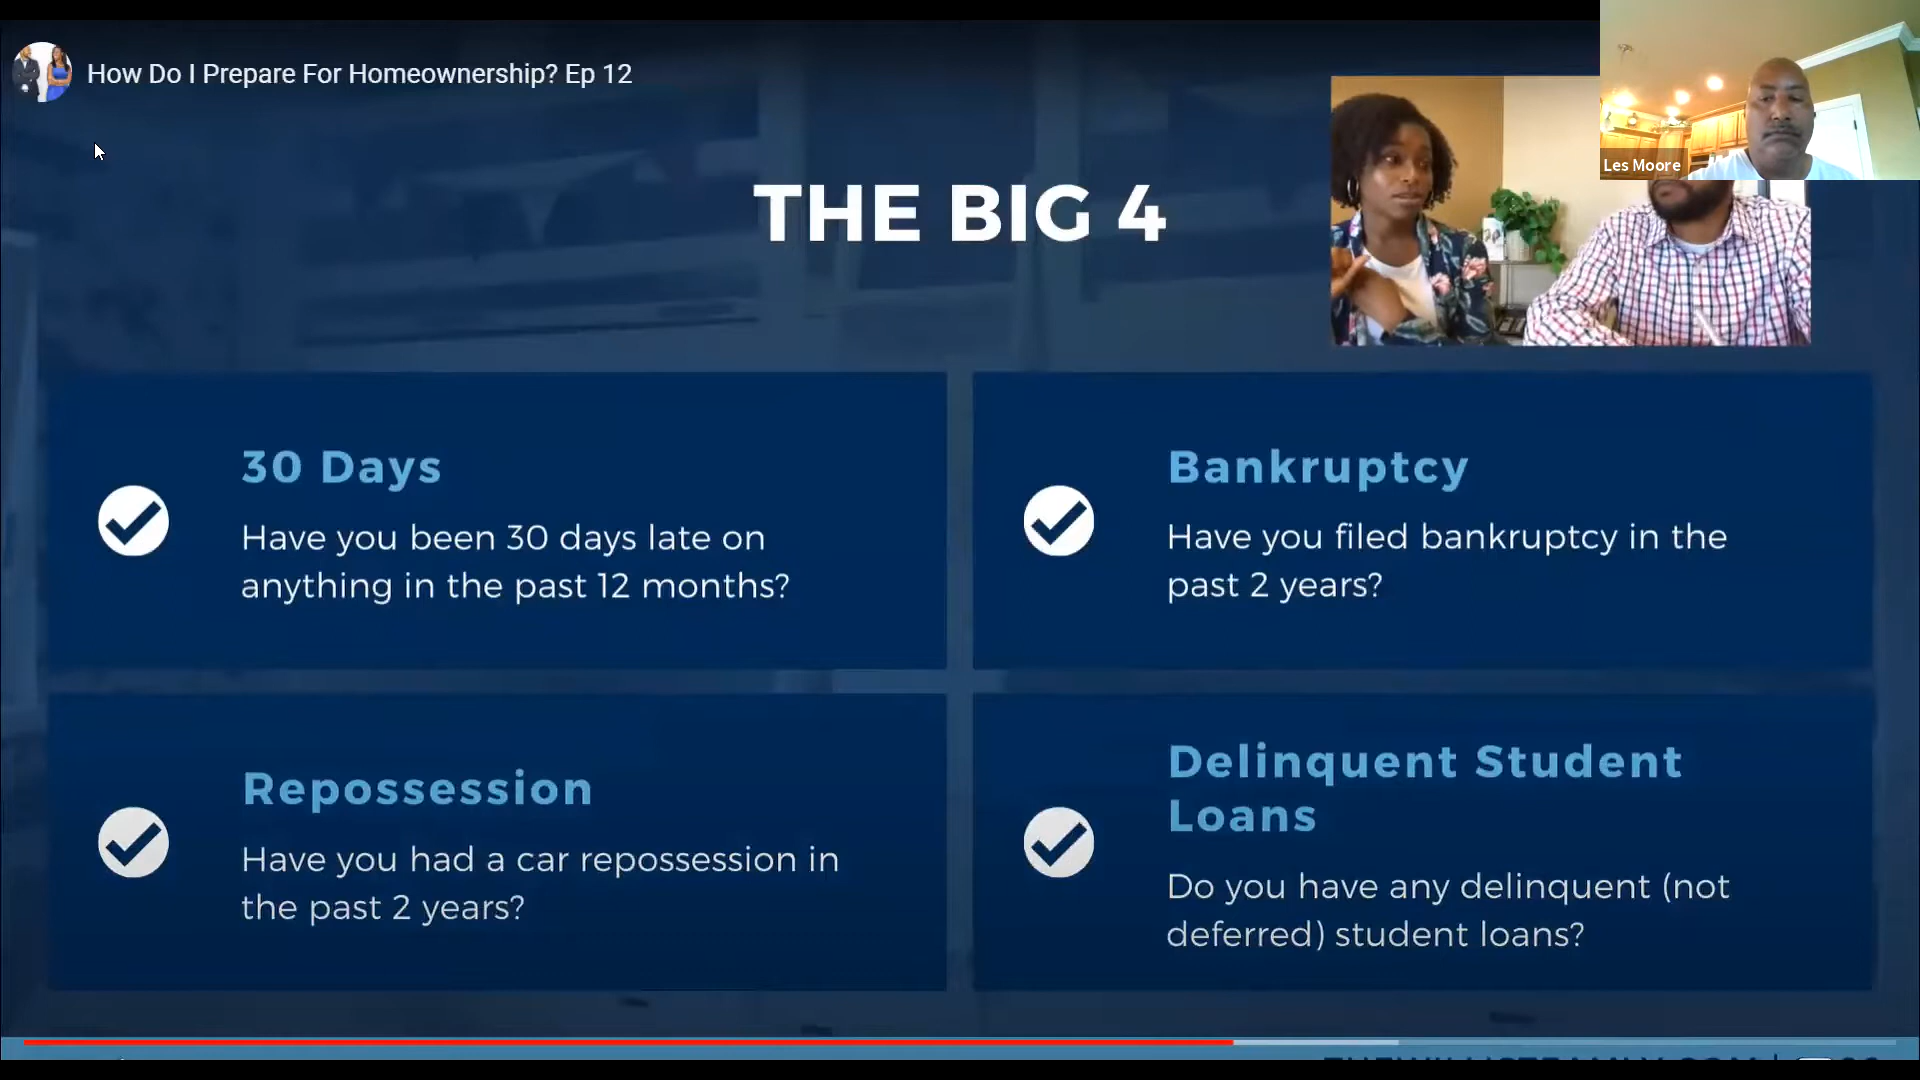 How Do I Prepare For Homeownership? Ep 12
Les Moore
THE BIG 4
30 Days
Have you been 30 days late on
anything in the past 12 months?
Bankruptcy
Have you filed bankruptcy in the
past 2 years?
Repossession
Have you had a car repossession in
the past 2 years?
Delinquent Student
Loans
Do you have any delinquent (not
deferred) student loans?